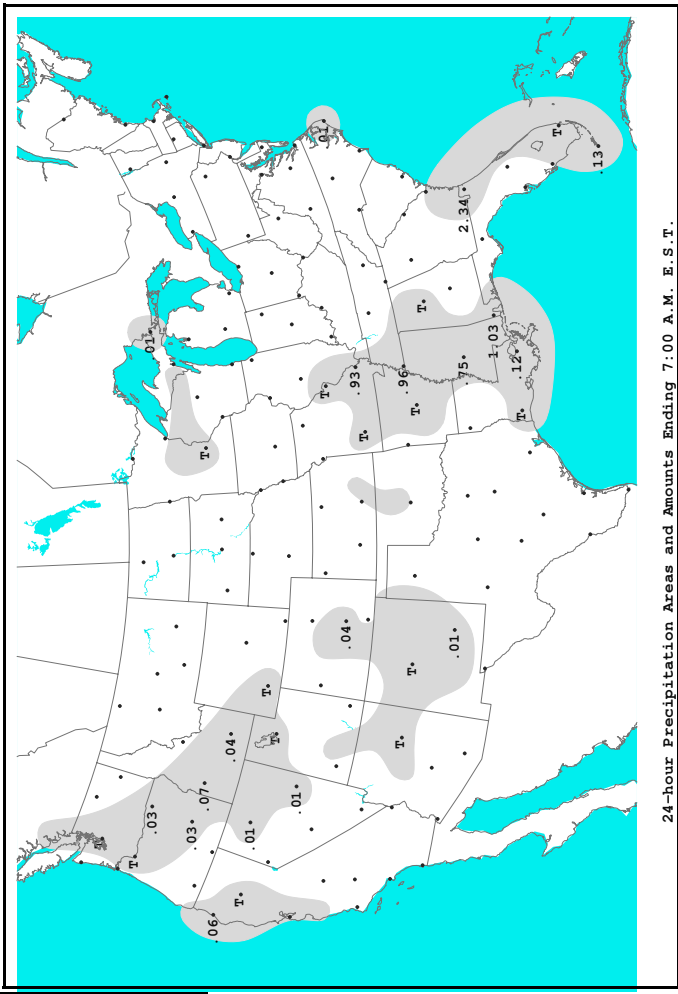 T
T
.03
.01
.03
.07
T
.06
.04
T
.01
T
T
.01
.01
T
.04
.93
T
T
.96
T
T
T
.01
.75
2.34
1.03
.12
T
T
.13
24-hour Precipitation Areas and Amounts Ending 7:00 A.M. E.S.T.